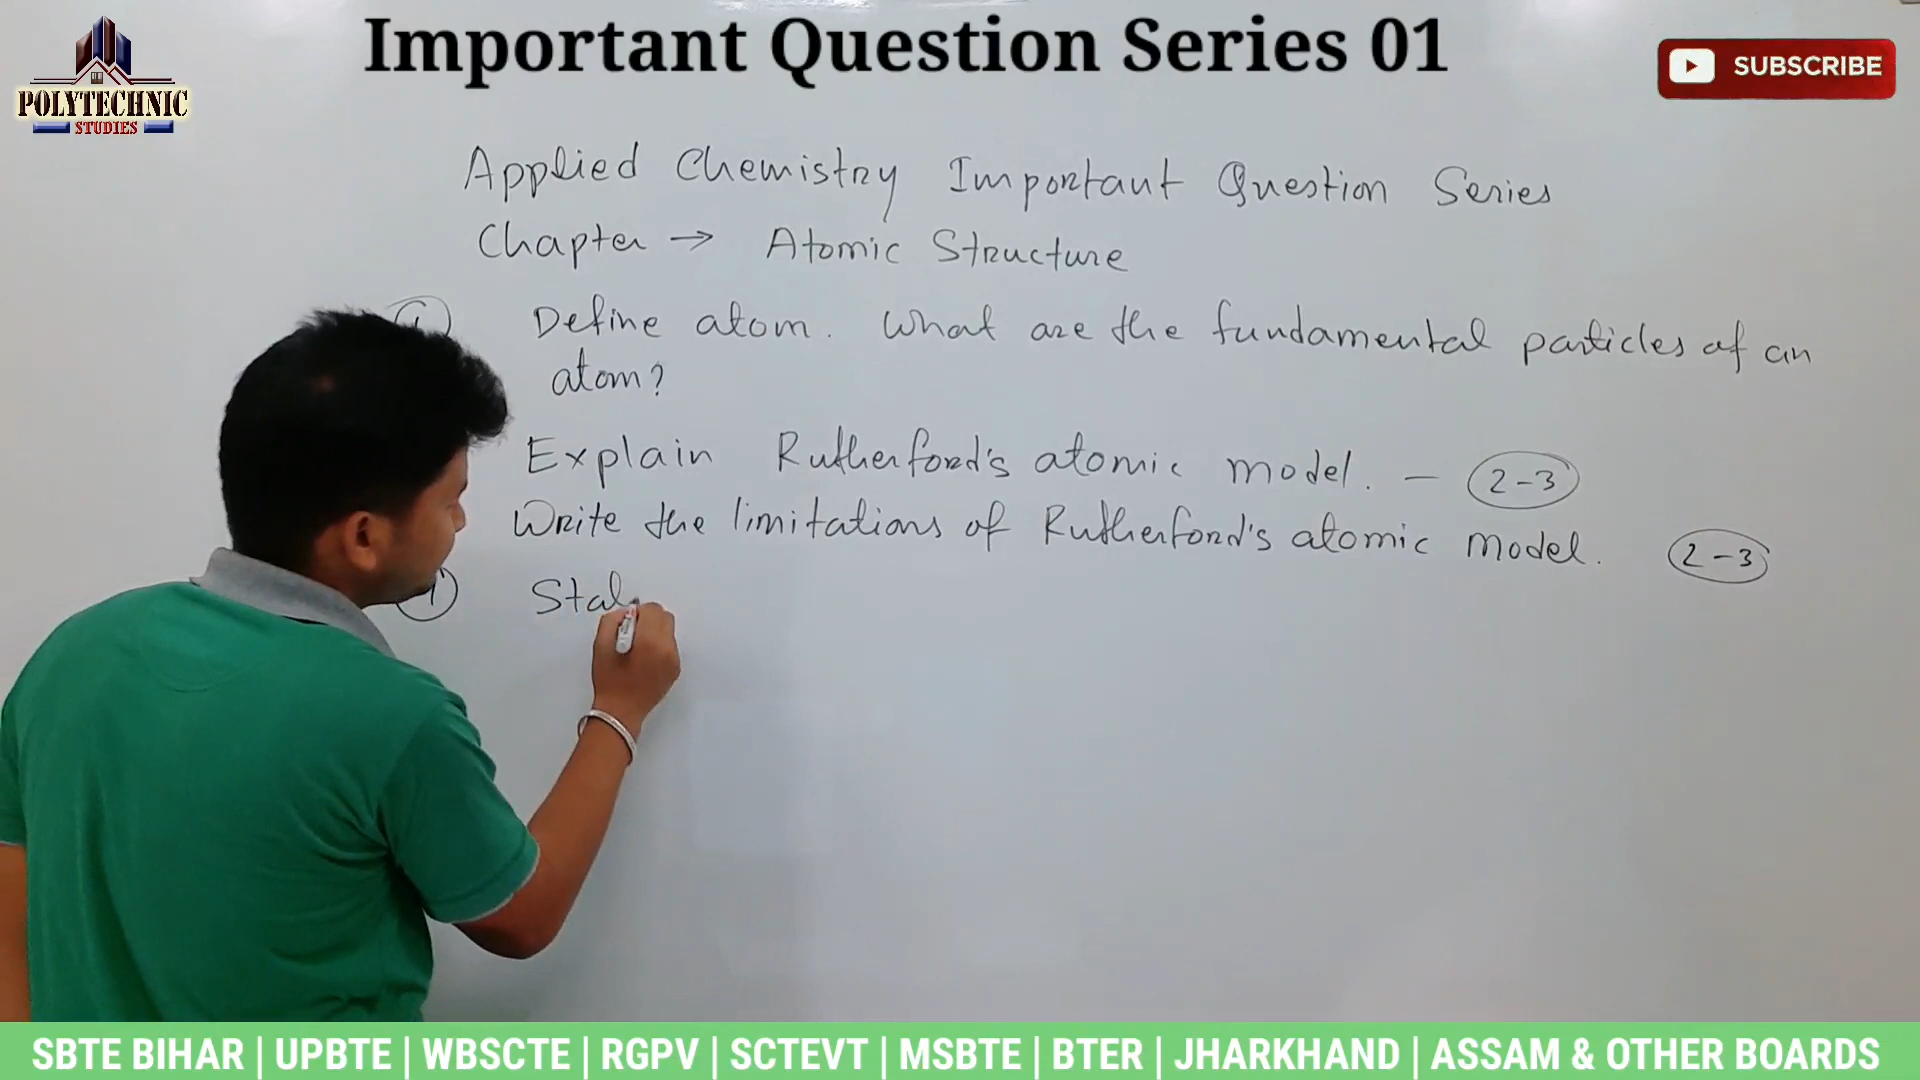 Important Question Series 01
POLYTECHNIC
STUDIES
SUBSCRIBE
Applied Chemistry Important Question Series
Chapter → Atomic Structure
Define atom. What are the fundamental particles of an
atom?
Explain Rutherford's atomic model. — 2-3
Write the limitations of Rutherford's atomic model. 2-3
SBTE BIHAR | UPBTE | WBSCTE | RGPV | SCTEVT | MSBTE | BTER | JHARKHAND | ASSAM & OTHER BOARDS